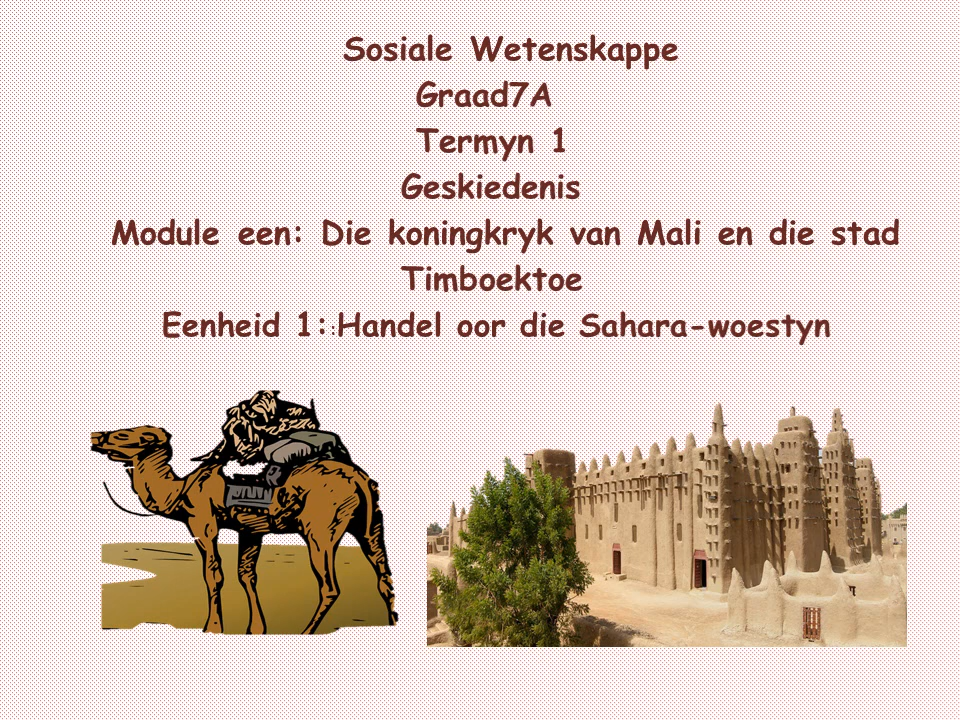 Sosiale Wetenskappe
Graad7A
Termyn 1
Geskiedenis
Module een: Die koningkryk van Mali en die stad
Timboektoe
Eenheid 1::Handel oor die Sahara-woestyn